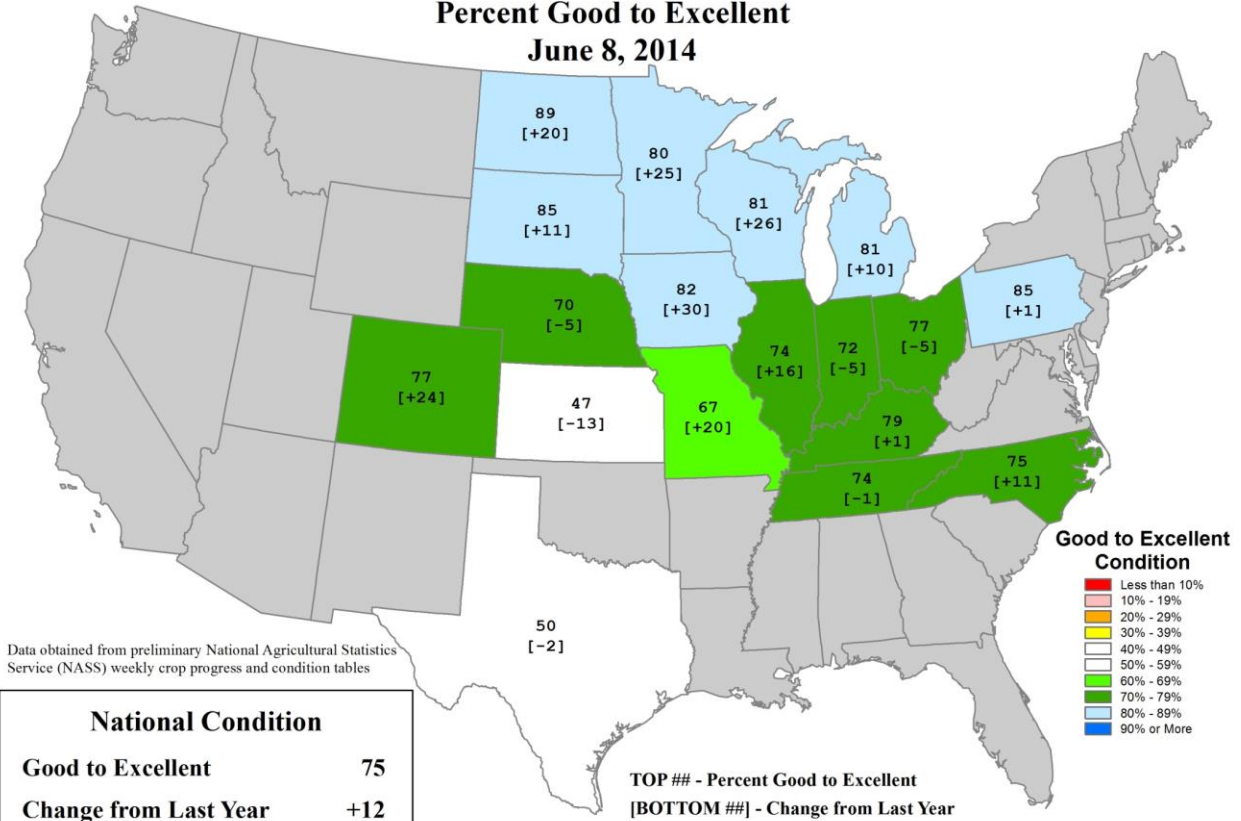 Percent Good to Excellent
June 8, 2014
89
[+20]
80
[+25]
85
[+11]
81
[+26]
81
[+10]
82
[+30]
85
[+1]
70
[-5]
74
[+16]
72
[-5]
77
[-5]
77
[+24]
47
[-13]
67
[+20]
79
[+1]
74
[-1]
75
[+11]
50
[-2]
Good to Excellent
Condition
Less than 10%
10% - 19%
20% - 29%
30% - 39%
40% - 49%
50% - 59%
60% - 69%
70% - 79%
80% - 89%
90% or More
Data obtained from preliminary National Agricultural Statistics
Service (NASS) weekly crop progress and condition tables
National Condition
Good to Excellent 75
Change from Last Year +12
TOP ## - Percent Good to Excellent
[BOTTOM ##] - Change from Last Year